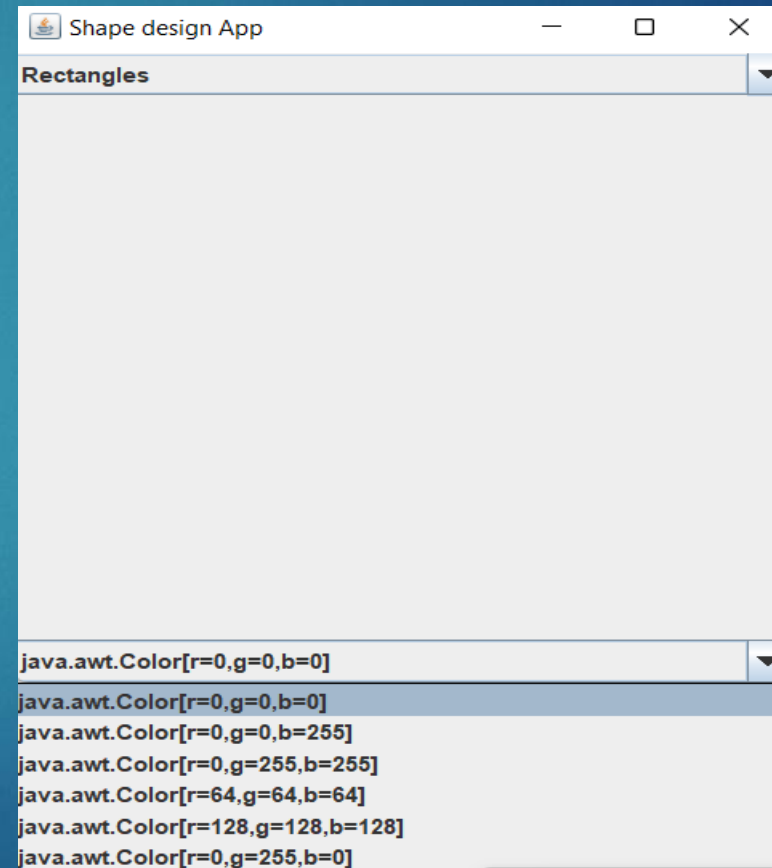 Shape design App
Rectangles
java.awt.Color[r=0,g=0,b=0]
java.awt.Color[r=0,g=0,b=0]
java.awt.Color[r=0,g=0,b=255]
java.awt.Color[r=0,g=255,b=255]
java.awt.Color[r=64,g=64,b=64]
java.awt.Color[r=128,g=128,b=128]
java.awt.Color[r=0,g=255,b=0]